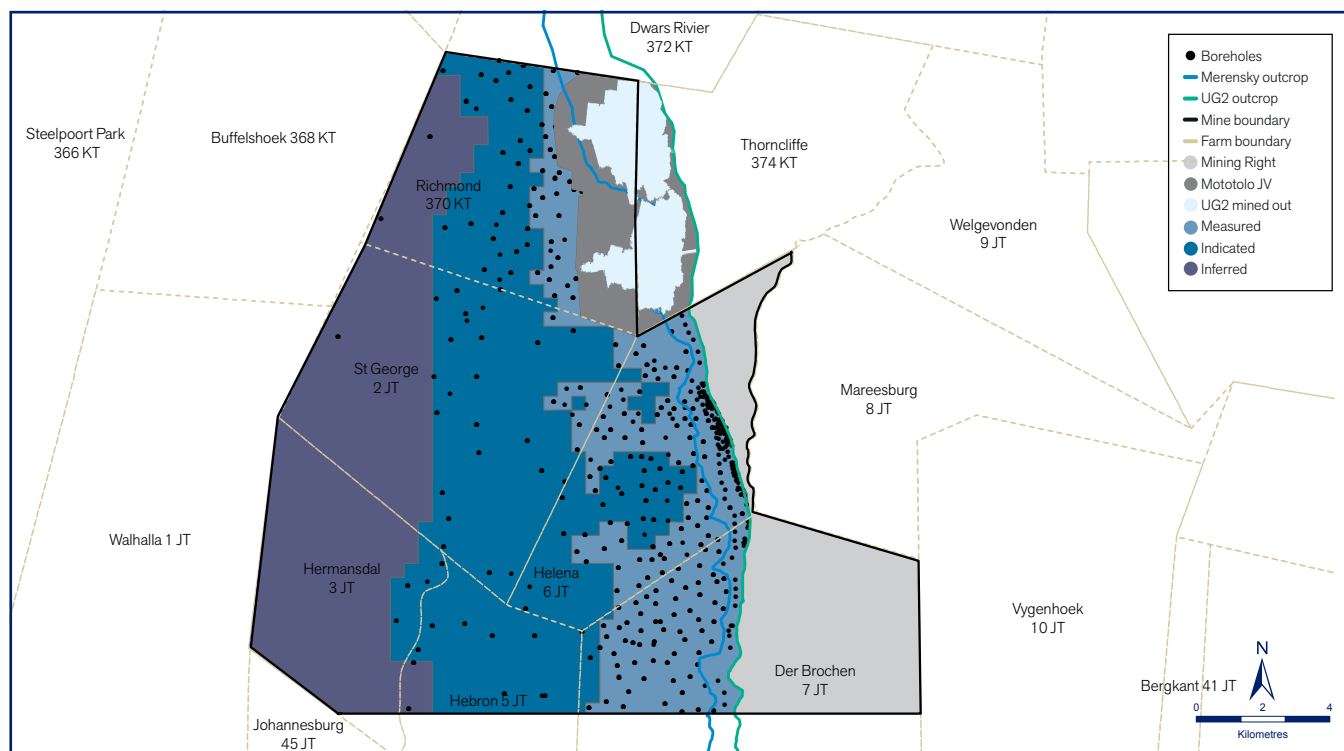 Dwars Rivier
372 KT
Steelpoort Park
366 KT
Buffelshoek 368 KT
Thorncliffe
374 KT
Richmond
370 KT
Welgevonden
9 JT
St George
2 JT
Mareesburg
8 JT
Walhalla 1 JT
Hermansdal
3 JT
Helena
6 JT
Vygenhoek
10 JT
Der Brochen
7 JT
Hebron 5 JT
Johannesburg
45 JT
Bergkant 41 JT
Boreholes
Merensky outcrop
UG2 outcrop
Mine boundary
Farm boundary
Mining Right
Mototolo JV
UG2 mined out
Measured
Indicated
Inferred
N
0 2 4
Kilometres